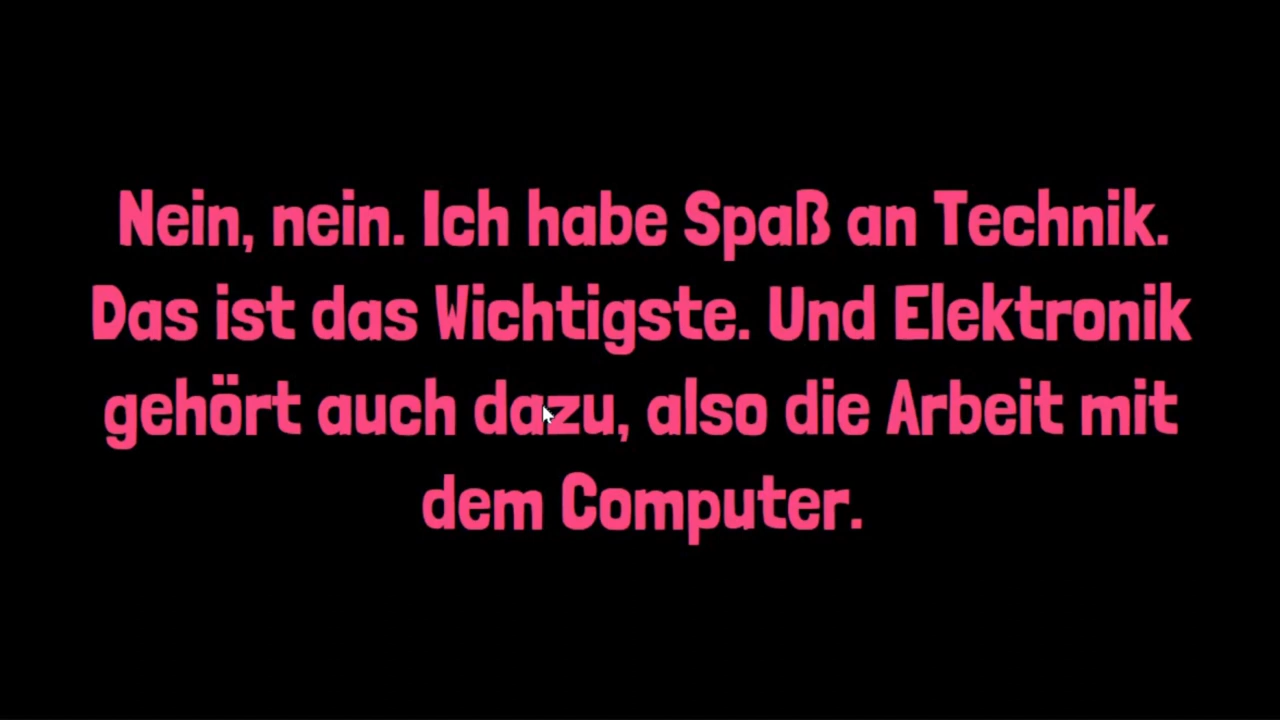 Nein, nein. Ich habe Spaß an Technik.
Das ist das Wichtigste. Und Elektronik
gehört auch dazu, also die Arbeit mit
dem Computer.